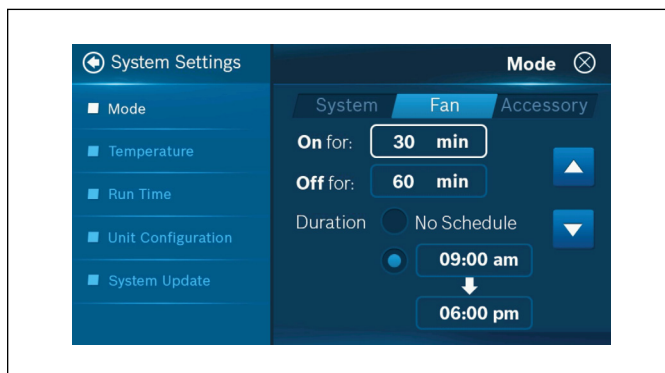 System Settings
Mode
Mode
Temperature
Run Time
Unit Configuration
System Update
System Fan Accessory
On for: 30 min
Off for: 60 min
Duration No Schedule
09:00 am
06:00 pm